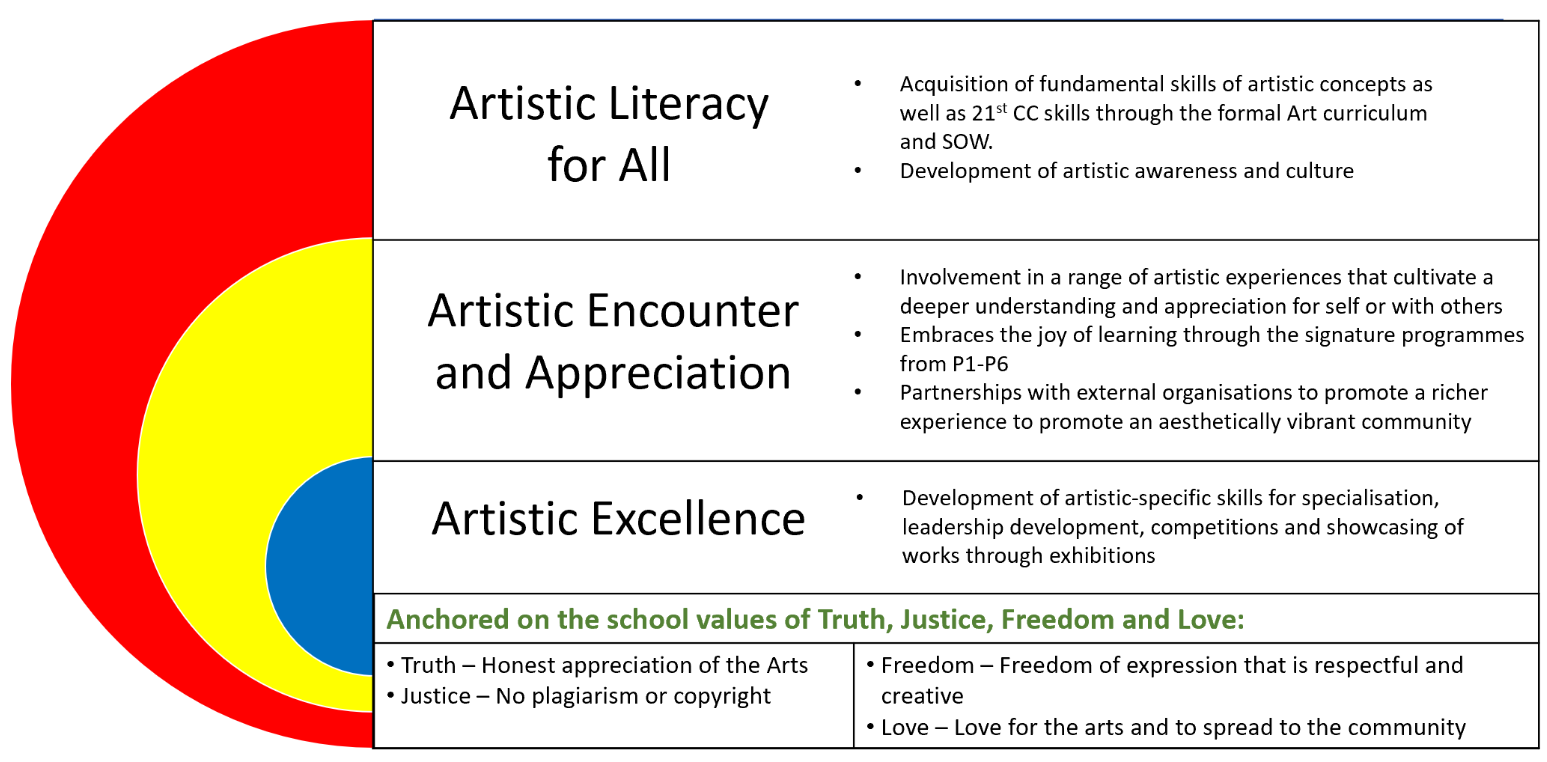 Artistic Literacy
for All
• Acquisition of fundamental skills of artistic concepts as
well as 21st CC skills through the formal Art curriculum
and SOW.
• Development of artistic awareness and culture
Artistic Encounter
and Appreciation
• Involvement in a range of artistic experiences that cultivate a
deeper understanding and appreciation for self or with others
• Embraces the joy of learning through the signature programmes
from P1-P6
• Partnerships with external organisations to promote a richer
experience to promote an aesthetically vibrant community
Artistic Excellence
• Development of artistic-specific skills for specialisation,
leadership development, competitions and showcasing of
works through exhibitions
Anchored on the school values of Truth, Justice, Freedom and Love:
• Truth – Honest appreciation of the Arts
• Justice – No plagiarism or copyright
• Freedom – Freedom of expression that is respectful and
creative
• Love – Love for the arts and to spread to the community